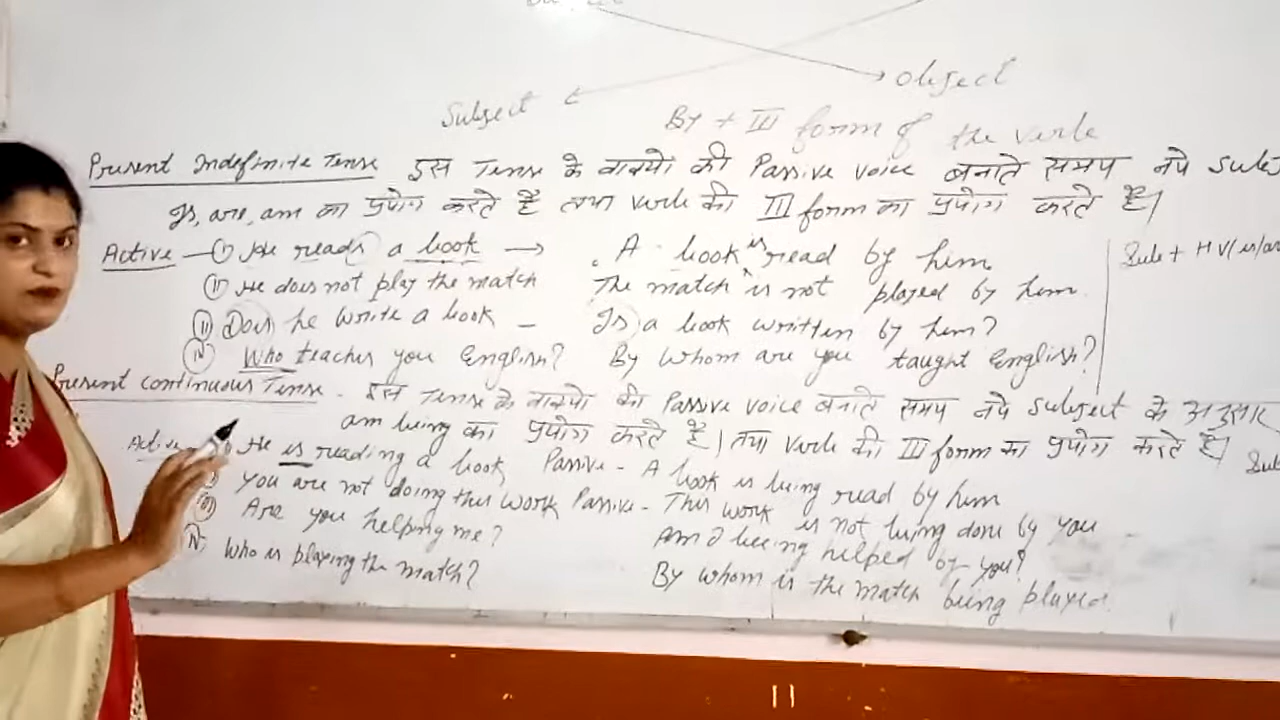 Object
Subject
By + III form of the verb
Present Indefinite Tense इस Tense के वाक्यो की Passive voice बनाते समय नये
Is, are, am का प्रयोग करते हैं तथा verb की III form का प्रयोग करते हैं।
Active - (I) He reads a book → A book is read by him
Sub + HV (is/ar
(II) He does not play the match The match is not played by him.
(II) Does he write a book - Is a book written by him?
(IV) Who teaches you English? By whom are you taught English?
Present continuous Tense - इस Tense के वाक्यो की Passive voice बनाते समय नये Subject के अनुसार
am being का प्रयोग करते हैं। तथा verb की III form का प्रयोग करते हैं।
He is reading a book Passive - A book is being read by him
You are not doing this work Passive - This work is not being done by you
(III) Are you helping me? Am I being helped by you?
IV Who is playing the match? By whom is the match being played.